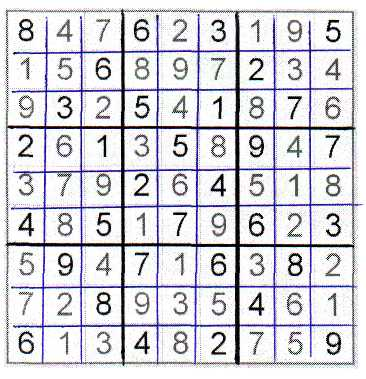 8 4 7 6 2 3 1 9 5
1 5 6 8 9 7 2 3 4
9 3 2 5 4 1 8 7 6
2 6 1 3 5 8 9 4 7
3 7 9 2 6 4 5 1 8
4 8 5 1 7 9 6 2 3
5 9 4 7 1 6 3 8 2
7 2 8 9 3 5 4 6 1
6 1 3 4 8 2 7 5 9